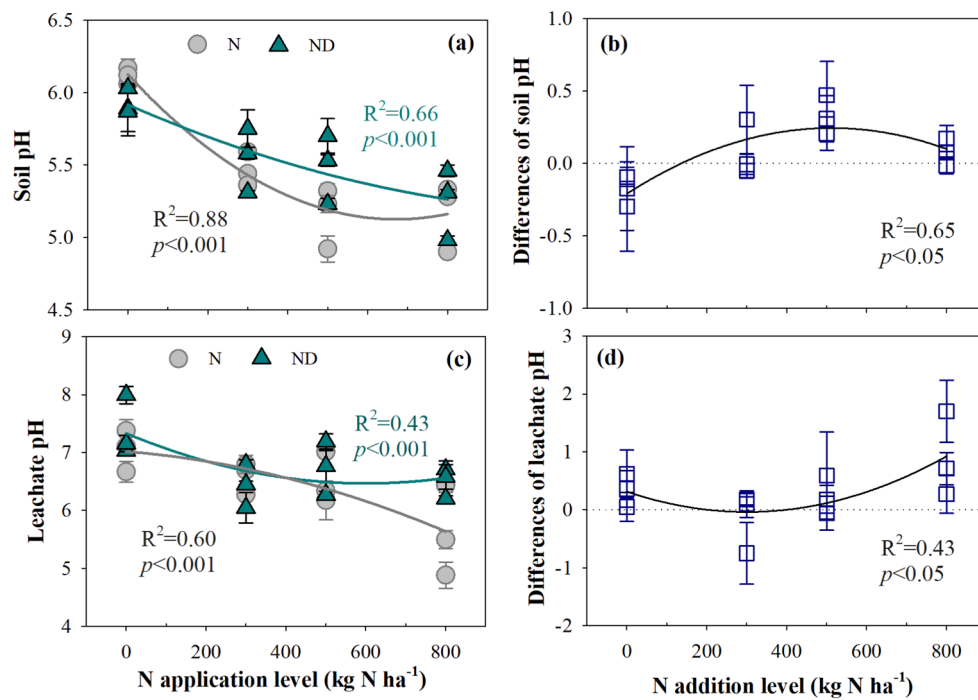 (a)
N ND
R²=0.66
p<0.001
R²=0.88
p<0.001
Soil pH
6.5
6.0
5.5
5.0
4.5
(b)
R²=0.65
p<0.05
Differences of soil pH
1.0
0.5
0.0
-0.5
-1.0
(c)
N ND
R²=0.43
p<0.001
R²=0.60
p<0.001
Leachate pH
9
8
7
6
5
4
0 200 400 600 800
N application level (kg N ha⁻¹)
(d)
R²=0.43
p<0.05
Differences of leachate pH
3
2
1
0
-1
-2
0 200 400 600 800
N addition level (kg N ha⁻¹)